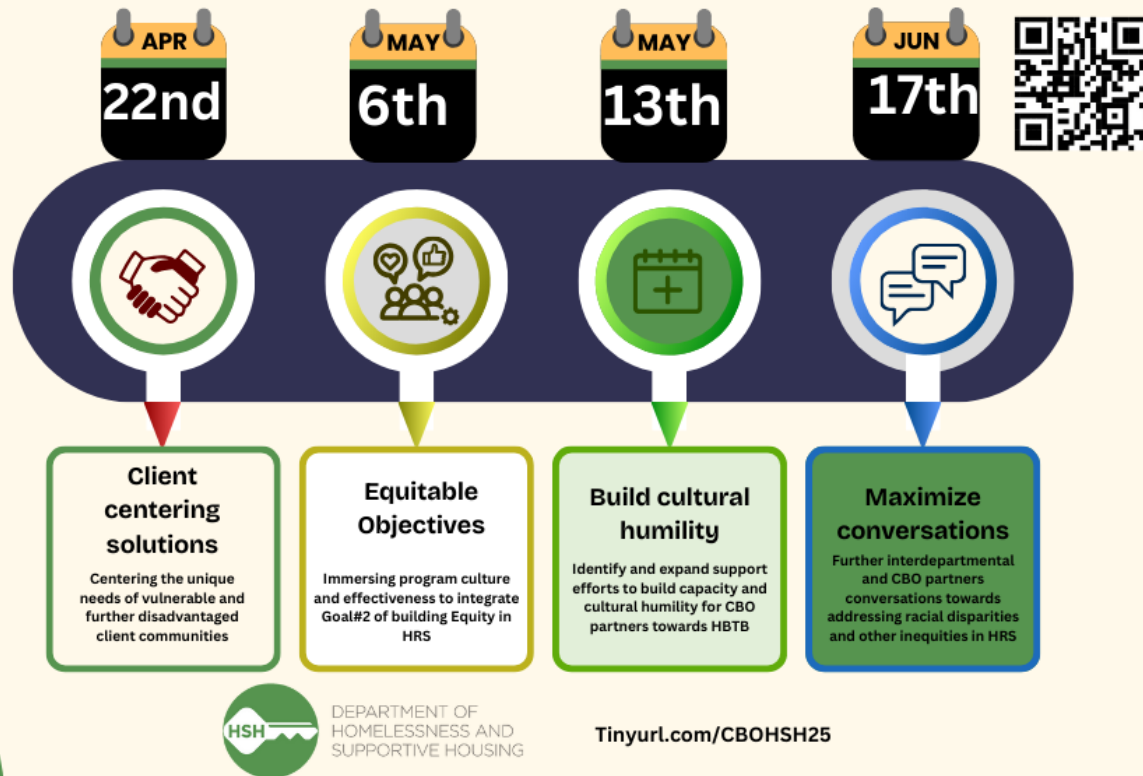 APR
22nd
MAY
6th
MAY
13th
JUN
17th
Client
centering
solutions
Centering the unique
needs of vulnerable and
further disadvantaged
client communities
Equitable
Objectives
Immersing program culture
and effectiveness to integrate
Goal#2 of building Equity in
HRS
Build cultural
humility
Identify and expand support
efforts to build capacity and
cultural humility for CBO
partners towards HBTB
Maximize
conversations
Further interdepartmental
and CBO partners
conversations towards
addressing racial disparities
and other inequities in HRS
HSH
DEPARTMENT OF
HOMELESSNESS AND
SUPPORTIVE HOUSING
Tinyurl.com/CBOHSH25